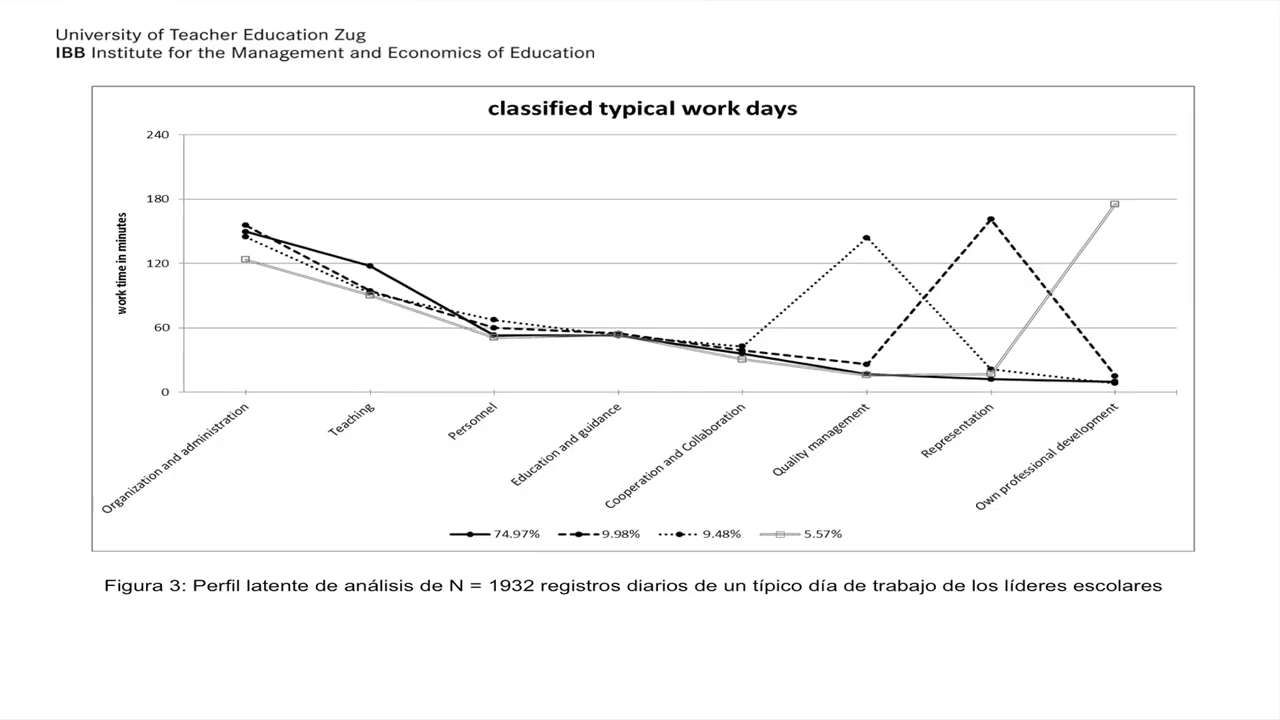 University of Teacher Education Zug
IBB Institute for the Management and Economics of Education
classified typical work days
240
180
120
60
0
work time in minutes
Organization and administration
Teaching
Personnel
Education and guidance
Cooperation and Collaboration
Quality management
Representation
Own professional development
74.97% 9.98% 9.48% 5.57%
Figura 3: Perfil latente de análisis de N = 1932 registros diarios de un típico día de trabajo de los líderes escolares